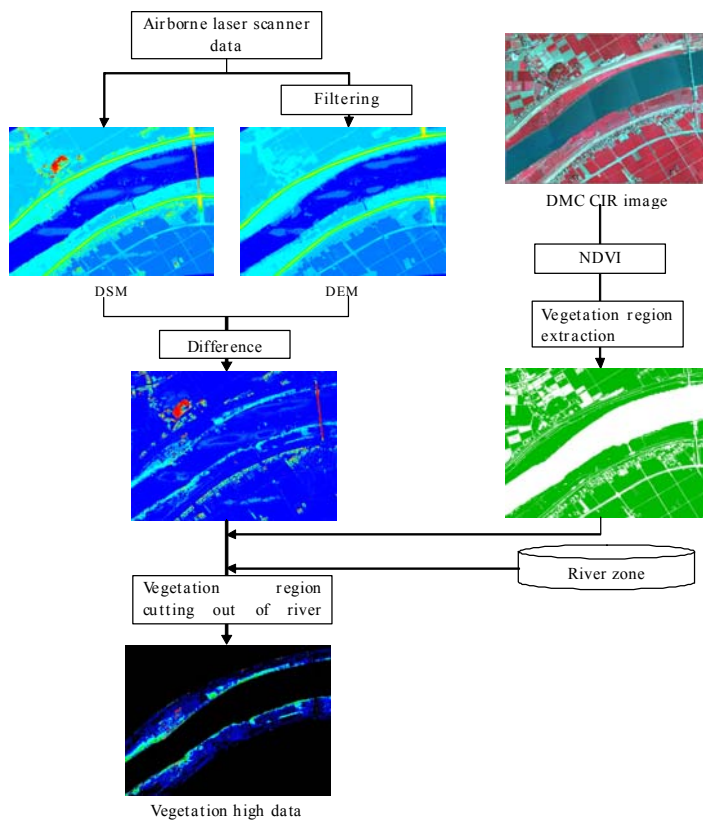 Airborne laser scanner
data
Filtering
DSM
DEM
Difference
DMC CIR image
NDVI
Vegetation region
extraction
River zone
Vegetation region
cutting out of river
Vegetation high data